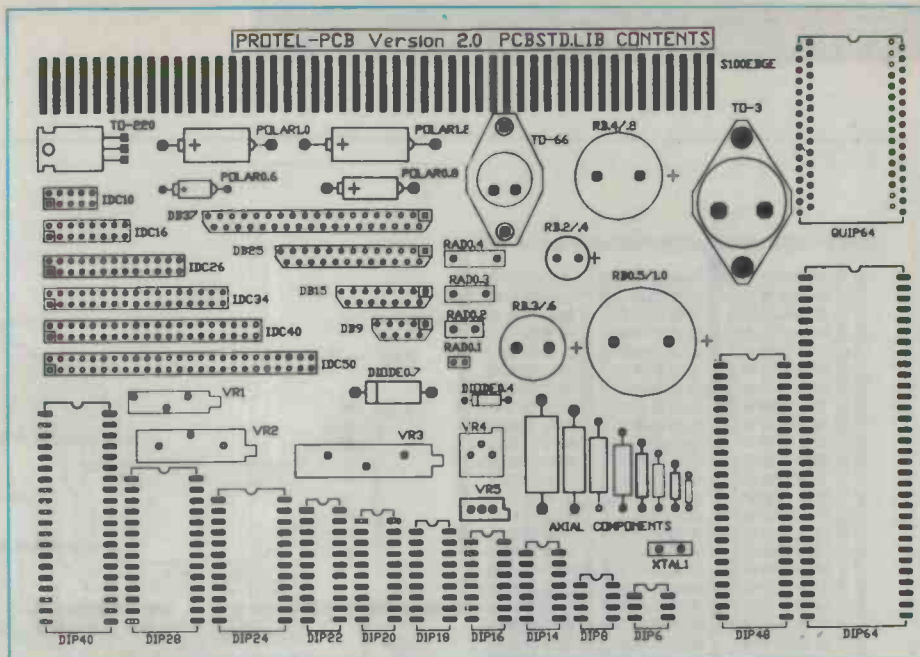 PROTEL-PCB Version 2.0 PCBSTD.LIB CONTENTS
S100EDGE
TO-220
POLAR1.0
POLAR1.2
TO-66
RB.4/.8
TO-3
POLAR0.6
POLAR0.8
IDC10
DB37
QUIP64
IDC16
DB25
RAD0.4
RB.2/.4
IDC26
RAD0.3
IDC34
DB15
RB.3/.6
RB0.5/1.0
IDC40
DB9
RAD0.2
RAD0.1
IDC50
DIODE0.7
DIODE0.4
VR1
VR2
VR3
VR4
VR5
AXIAL COMPONENTS
XTAL1
DIP40
DIP28
DIP24
DIP22
DIP20
DIP18
DIP16
DIP14
DIP8
DIP6
DIP48
DIP64